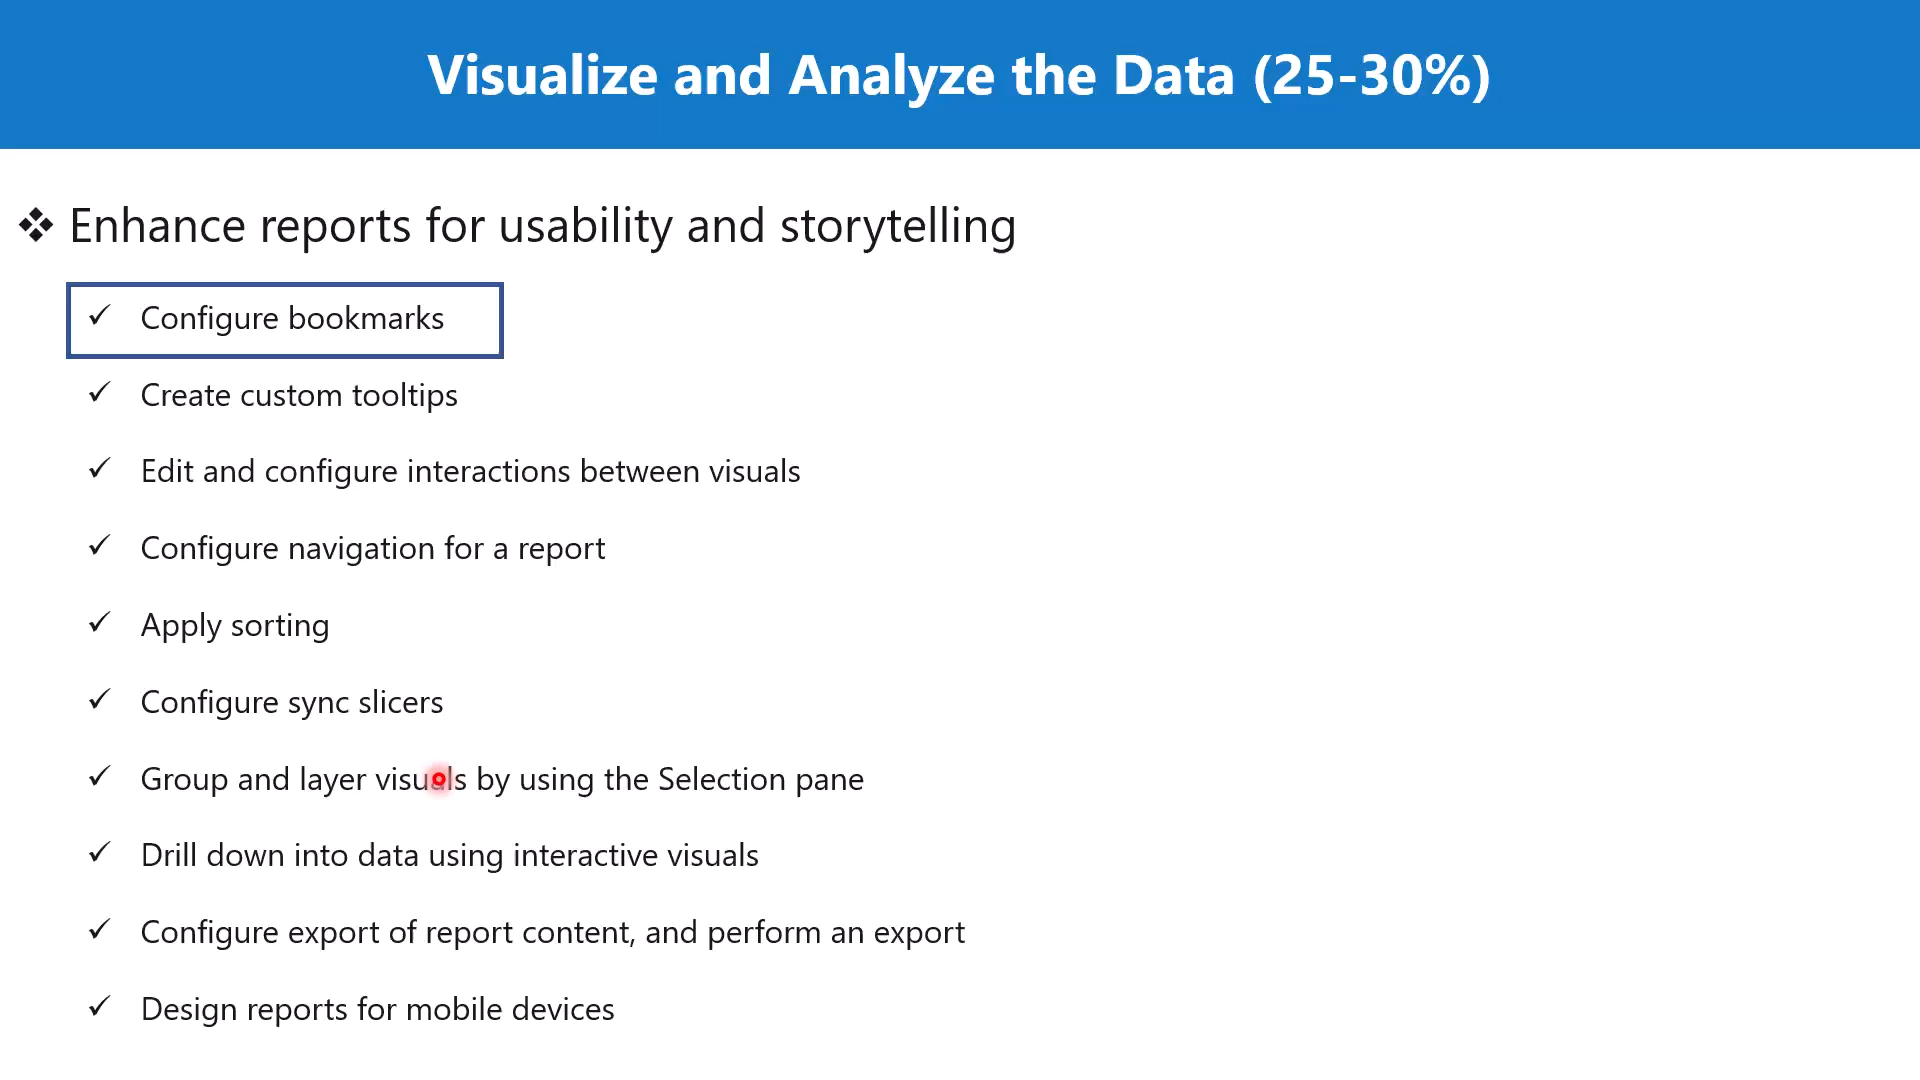 Visualize and Analyze the Data (25-30%)
Enhance reports for usability and storytelling
Configure bookmarks
Create custom tooltips
Edit and configure interactions between visuals
Configure navigation for a report
Apply sorting
Configure sync slicers
Group and layer visuals by using the Selection pane
Drill down into data using interactive visuals
Configure export of report content, and perform an export
Design reports for mobile devices